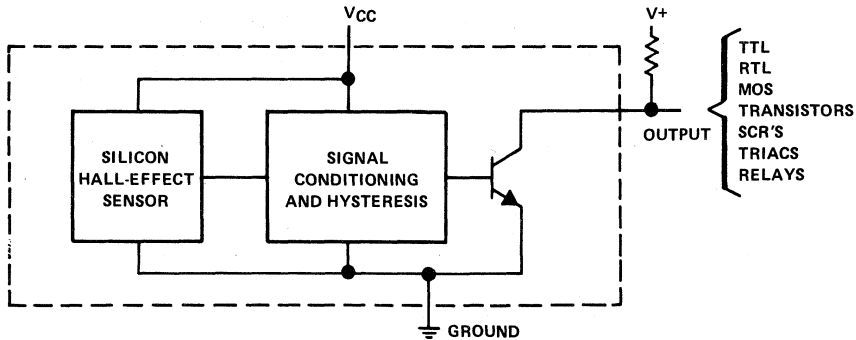 VCC
V+
TTL
RTL
MOS
TRANSISTORS
SCR'S
TRIACS
RELAYS
OUTPUT
SILICON
HALL-EFFECT
SENSOR
SIGNAL
CONDITIONING
AND HYSTERESIS
GROUND